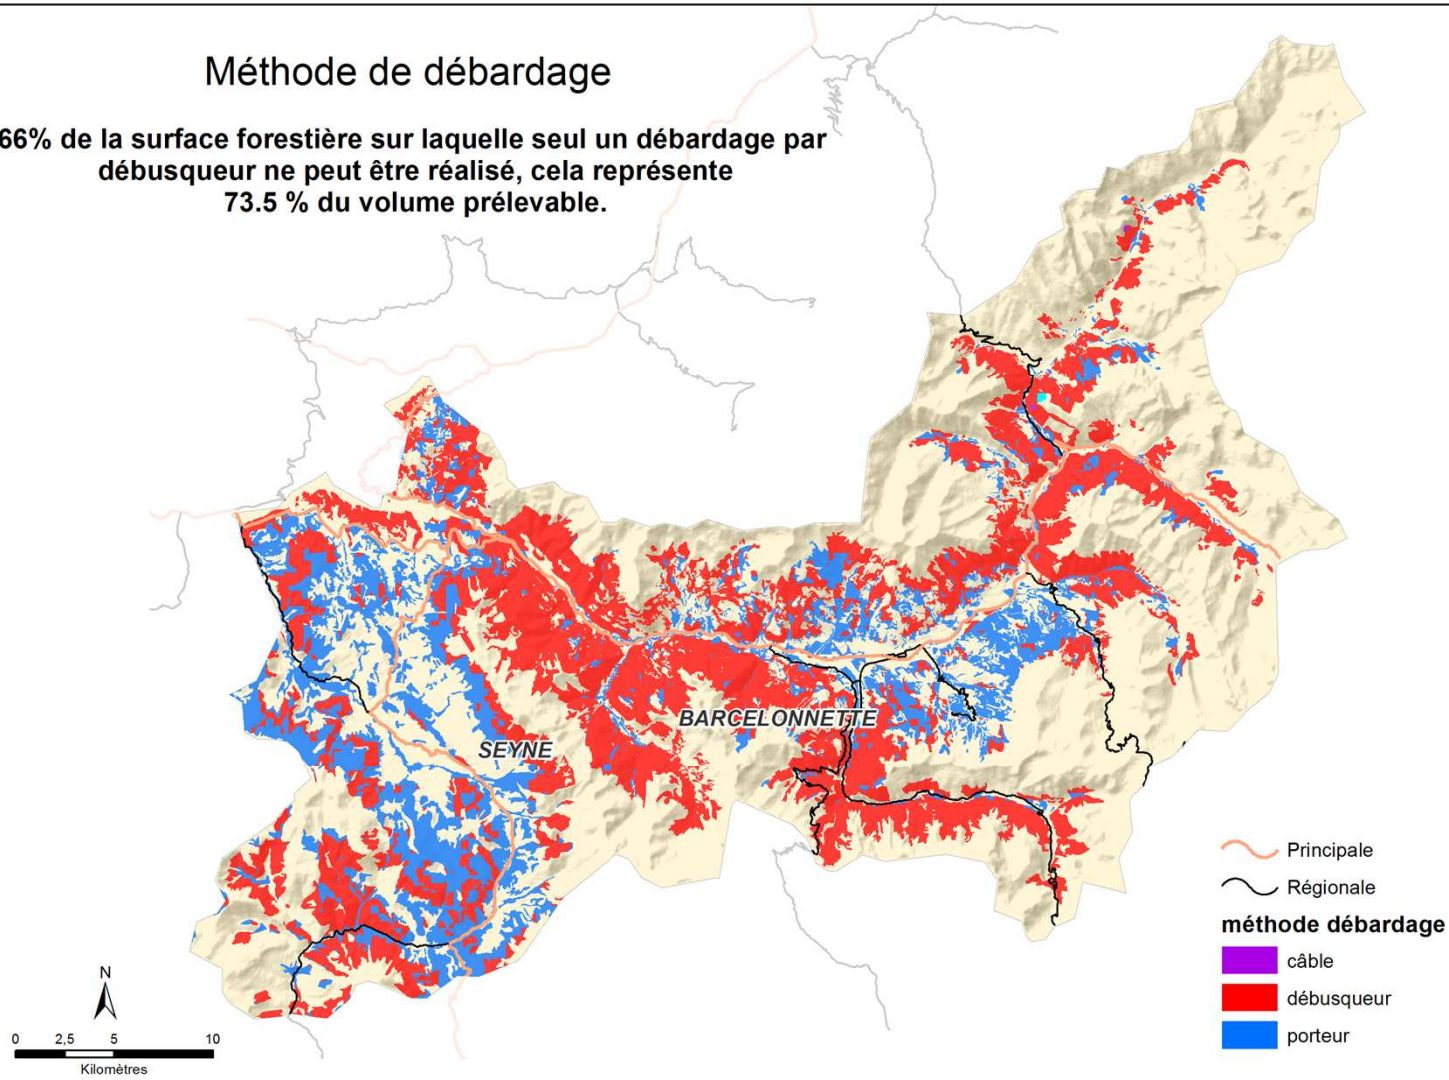 Méthode de débardage
66% de la surface forestière sur laquelle seul un débardage par
débusqueur ne peut être réalisé, cela représente
73.5 % du volume prélevable.
BARCELONNETTE
SEYNE
Principale
Régionale
méthode débardage
câble
débusqueur
porteur
N
0 2,5 5 10
Kilomètres